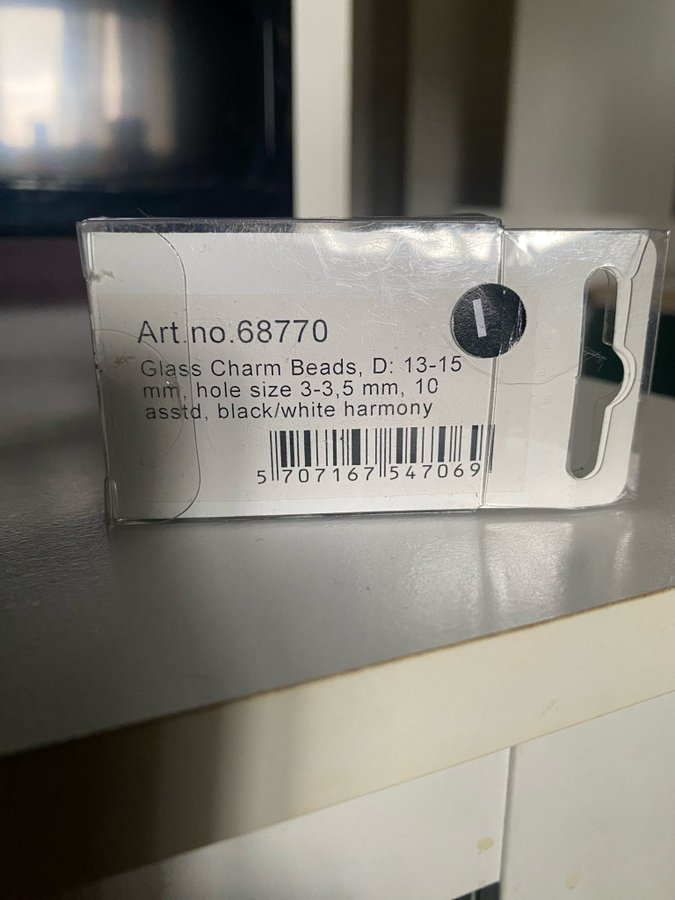 Art.no.68770
Glass Charm Beads, D: 13-15
mm, hole size 3-3,5 mm, 10
asstd, black/white harmony
5 707167 547069